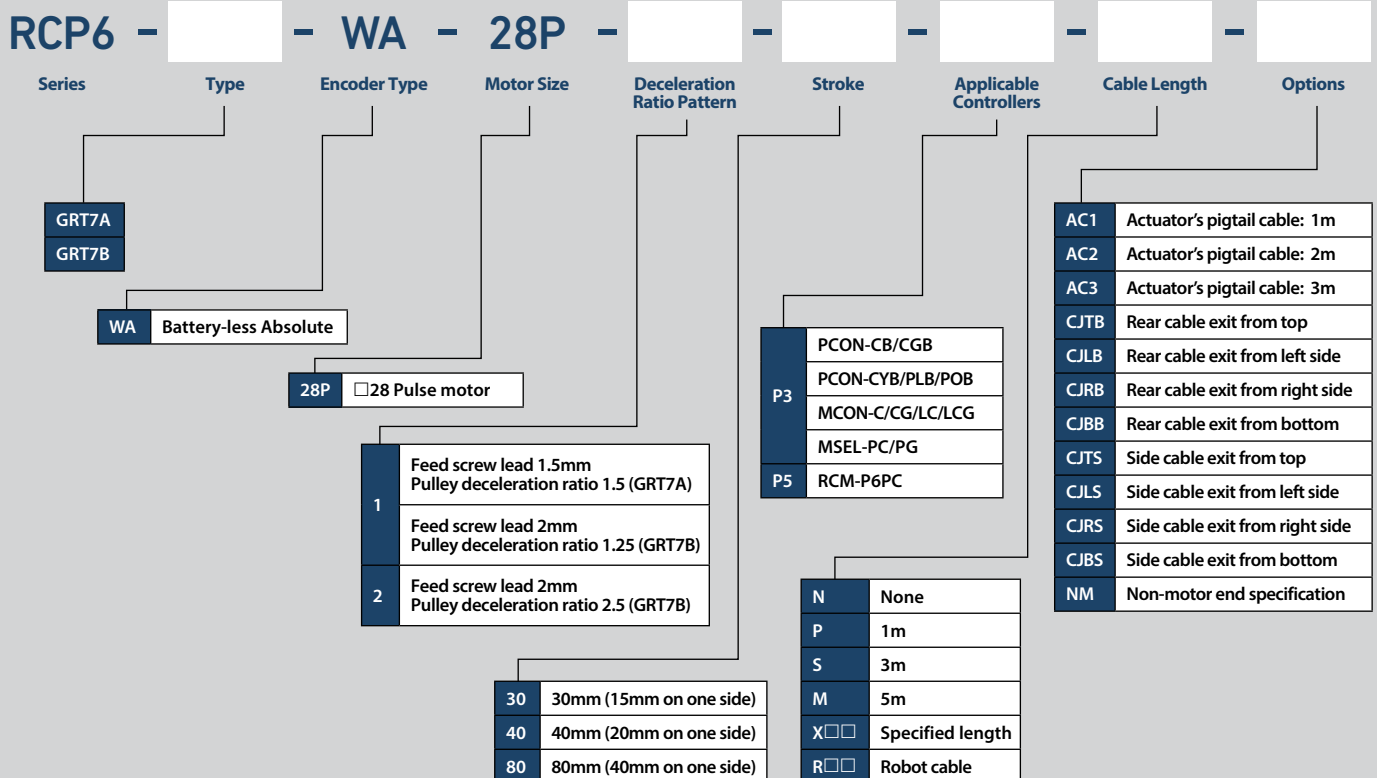 RCP6 - - WA - 28P - - - - -
Series Type Encoder Type Motor Size Deceleration Ratio Pattern Stroke Applicable Controllers Cable Length Options
GRT7A
GRT7B
WA Battery-less Absolute
28P □28 Pulse motor
1
Feed screw lead 1.5mm
Pulley deceleration ratio 1.5 (GRT7A)
Feed screw lead 2mm
Pulley deceleration ratio 1.25 (GRT7B)
2
Feed screw lead 2mm
Pulley deceleration ratio 2.5 (GRT7B)
30 30mm (15mm on one side)
40 40mm (20mm on one side)
80 80mm (40mm on one side)
P3
PCON-CB/CGB
PCON-CYB/PLB/POB
MCON-C/CG/LC/LCG
MSEL-PC/PG
P5 RCM-P6PC
N None
P 1m
S 3m
M 5m
X□□ Specified length
R□□ Robot cable
AC1 Actuator's pigtail cable: 1m
AC2 Actuator's pigtail cable: 2m
AC3 Actuator's pigtail cable: 3m
CJTB Rear cable exit from top
CJLB Rear cable exit from left side
CJRB Rear cable exit from right side
CJBB Rear cable exit from bottom
CJTS Side cable exit from top
CJLS Side cable exit from left side
CJRS Side cable exit from right side
CJBS Side cable exit from bottom
NM Non-motor end specification